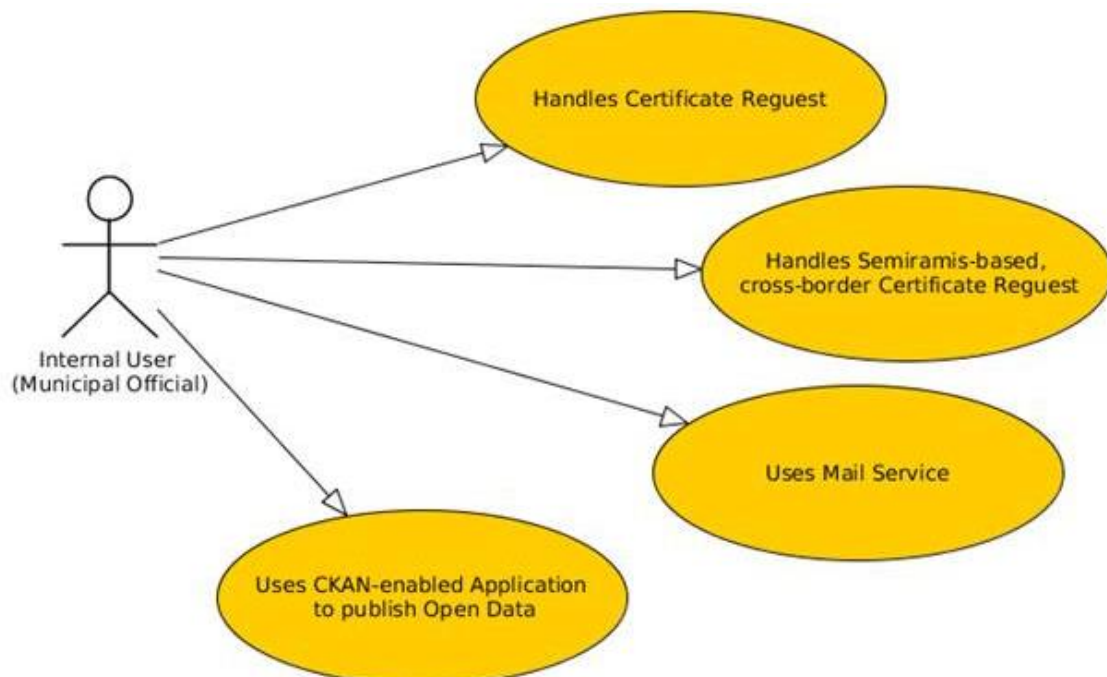 Handles Certificate Reguest
Handles Semiramis-based,
cross-border Certificate Reguest
Internal User
(Municipal Official)
Uses Mail Service
Uses CKAN-enabled Application
to publish Open Data